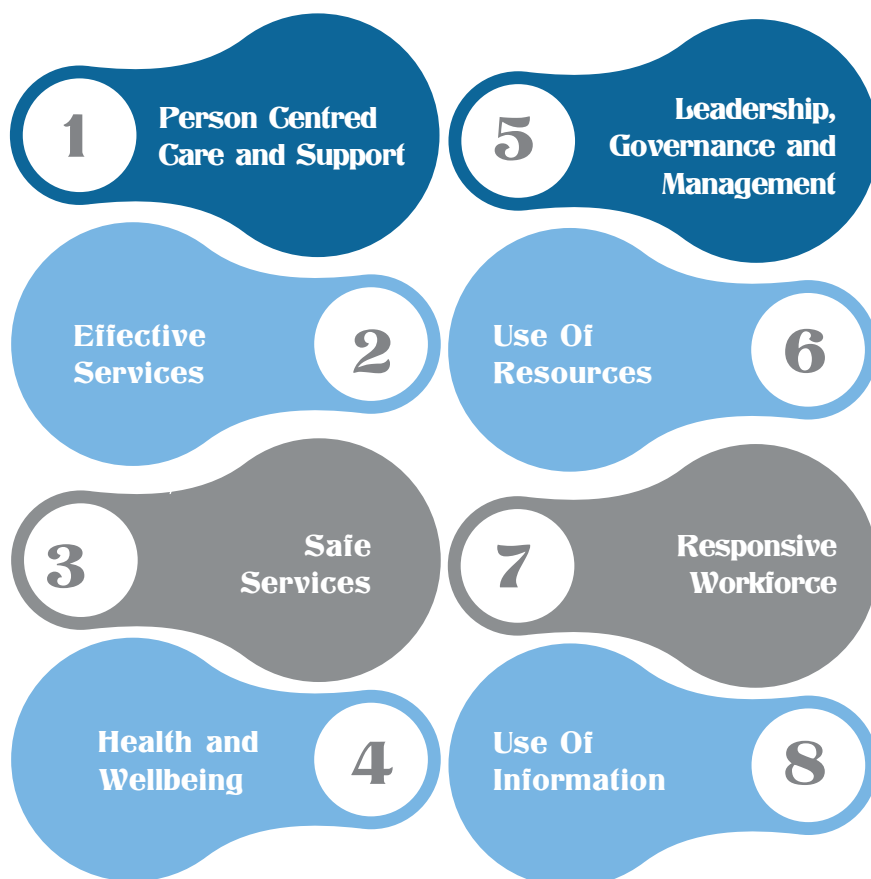 1
Person Centred
Care and Support
2
Effective
Services
3
Safe
Services
4
Health and
Wellbeing
5
Leadership,
Governance and
Management
6
Use Of
Resources
7
Responsive
Workforce
8
Use Of
Information